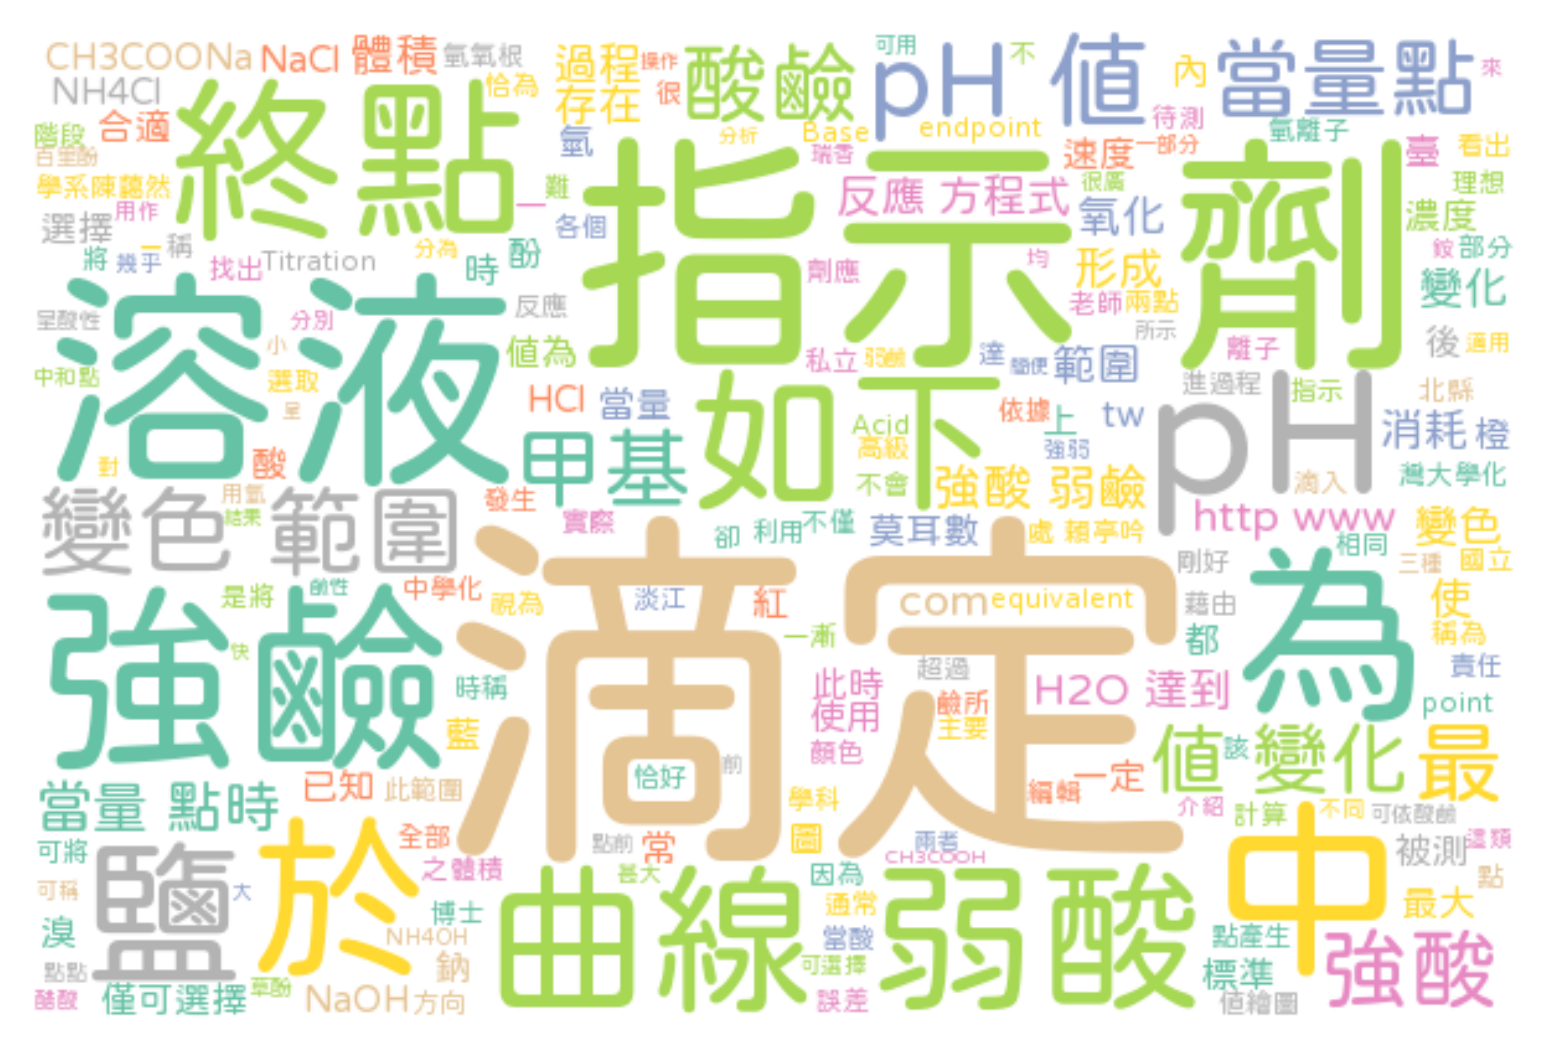 CH3COONa NaCl 體積 氫氧根 過程 操作 酸鹼 可用 pH 值 不 內 當量點 來
NH4Cl 恰為 存在 很
終點 階段 合適 氫 分析 Base endpoint 待測 氫離子
百里酚 瑞香 速度 一部分 臺 看出
學系陳藹然 一 難 反應 方程式 很廣 理想
指示劑
選擇 用作 各個 氧化 濃度
將 幾乎 二 稱 找出 Titration 分為 時 酚 劑應 均 形成 銨 部分
溶液 呈酸性 分別 反應 老師 兩點 所示 變化
小 值為 私立 弱鹼 達 簡便 範圍 離子 後 適用
中和點 選取 呈 HCl 當量 如下 依據 上 tw 進過程 指示 北縣
甲基 Acid 高級 強弱 pH 消耗 橙
對 酸 不會 強酸 弱鹼 滴入 灣大學化
變色 範圍 用氫 結果 發生 實際 卻 利用 不僅 莫耳數 處 賴亭吟 http www 變色
相同 三種 國立
滴定 剛好
強鹼 是將 鹼性 中學化 視為 淡江 紅 com equivalent 藉由 為 使
快 一漸 都 稱為
時稱 此時 超過 H2O 達到 責任
藍 使用 鹼所 主要 point
顏色 值 該 變化 最
恰好 前 編輯 一定
當量 點時 已知 此範圍 學科 介紹 計算 不同 可依酸鹼
可將 全部 點前 常 圖 兩者 中 被測 這類
鹽 於 之體積 甚大 CH3COOH 因為 點
可稱 大 曲線 弱酸 通常 最大
溴 博士 NH4OH 當酸 點產生 強酸
點點 鈉 可選擇 標準
醋酸 僅可選擇 草酚 NaOH 方向 誤差 值繪圖